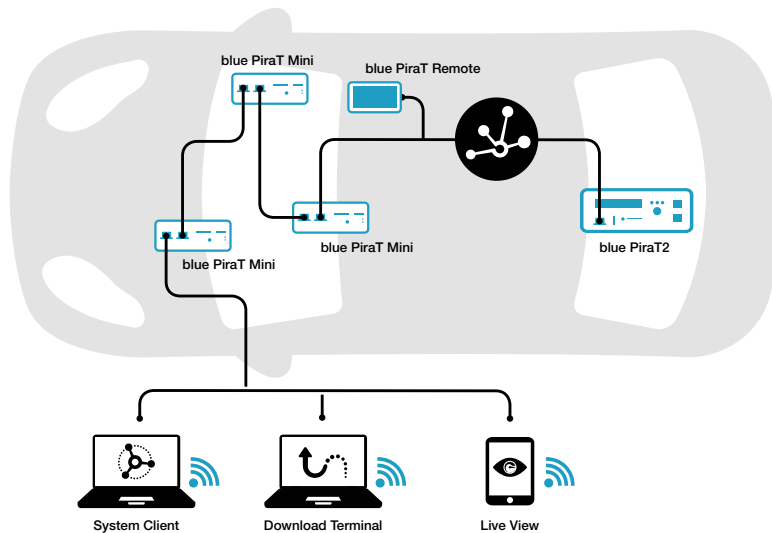 blue PiraT Mini
blue PiraT Remote
blue PiraT Mini
blue PiraT2
blue PiraT Mini
System Client
Download Terminal
Live View